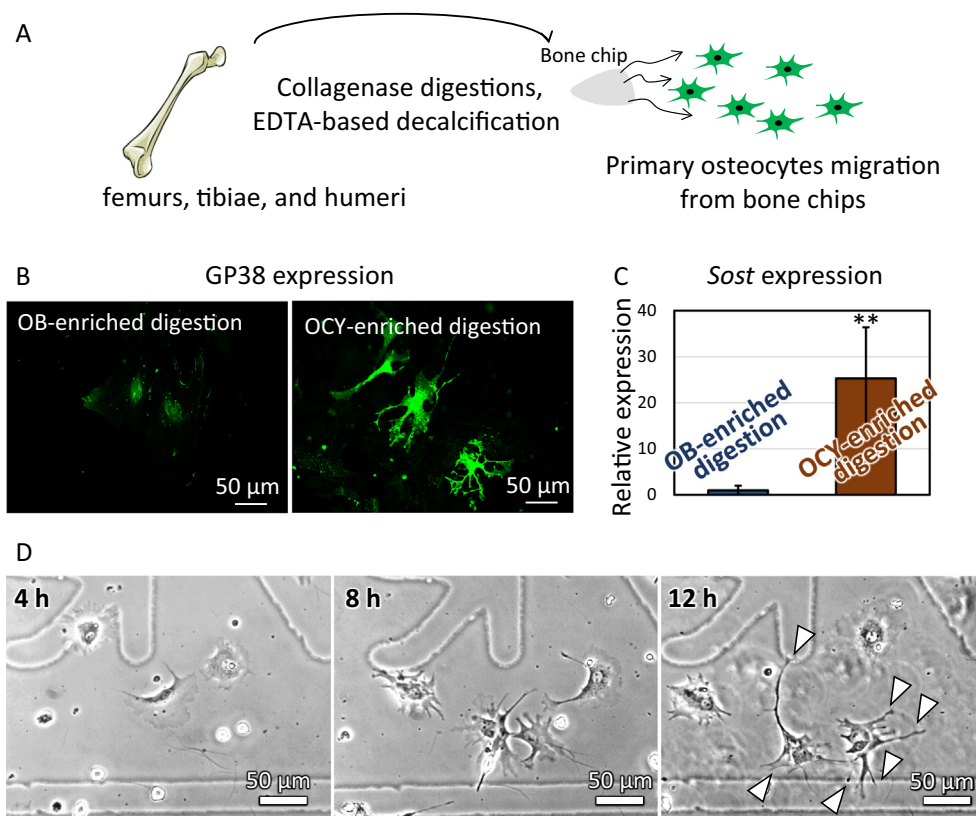 A
Bone chip
Collagenase digestions,
EDTA-based decalcification
femurs, tibiae, and humeri
Primary osteocytes migration
from bone chips
B
GP38 expression
OB-enriched digestion
50 μm
OCY-enriched digestion
50 μm
C
Sost expression
Relative expression
40
30
20
10
0
**
OB-enriched
digestion
OCY-enriched
digestion
D
4 h
50 μm
8 h
50 μm
12 h
50 μm